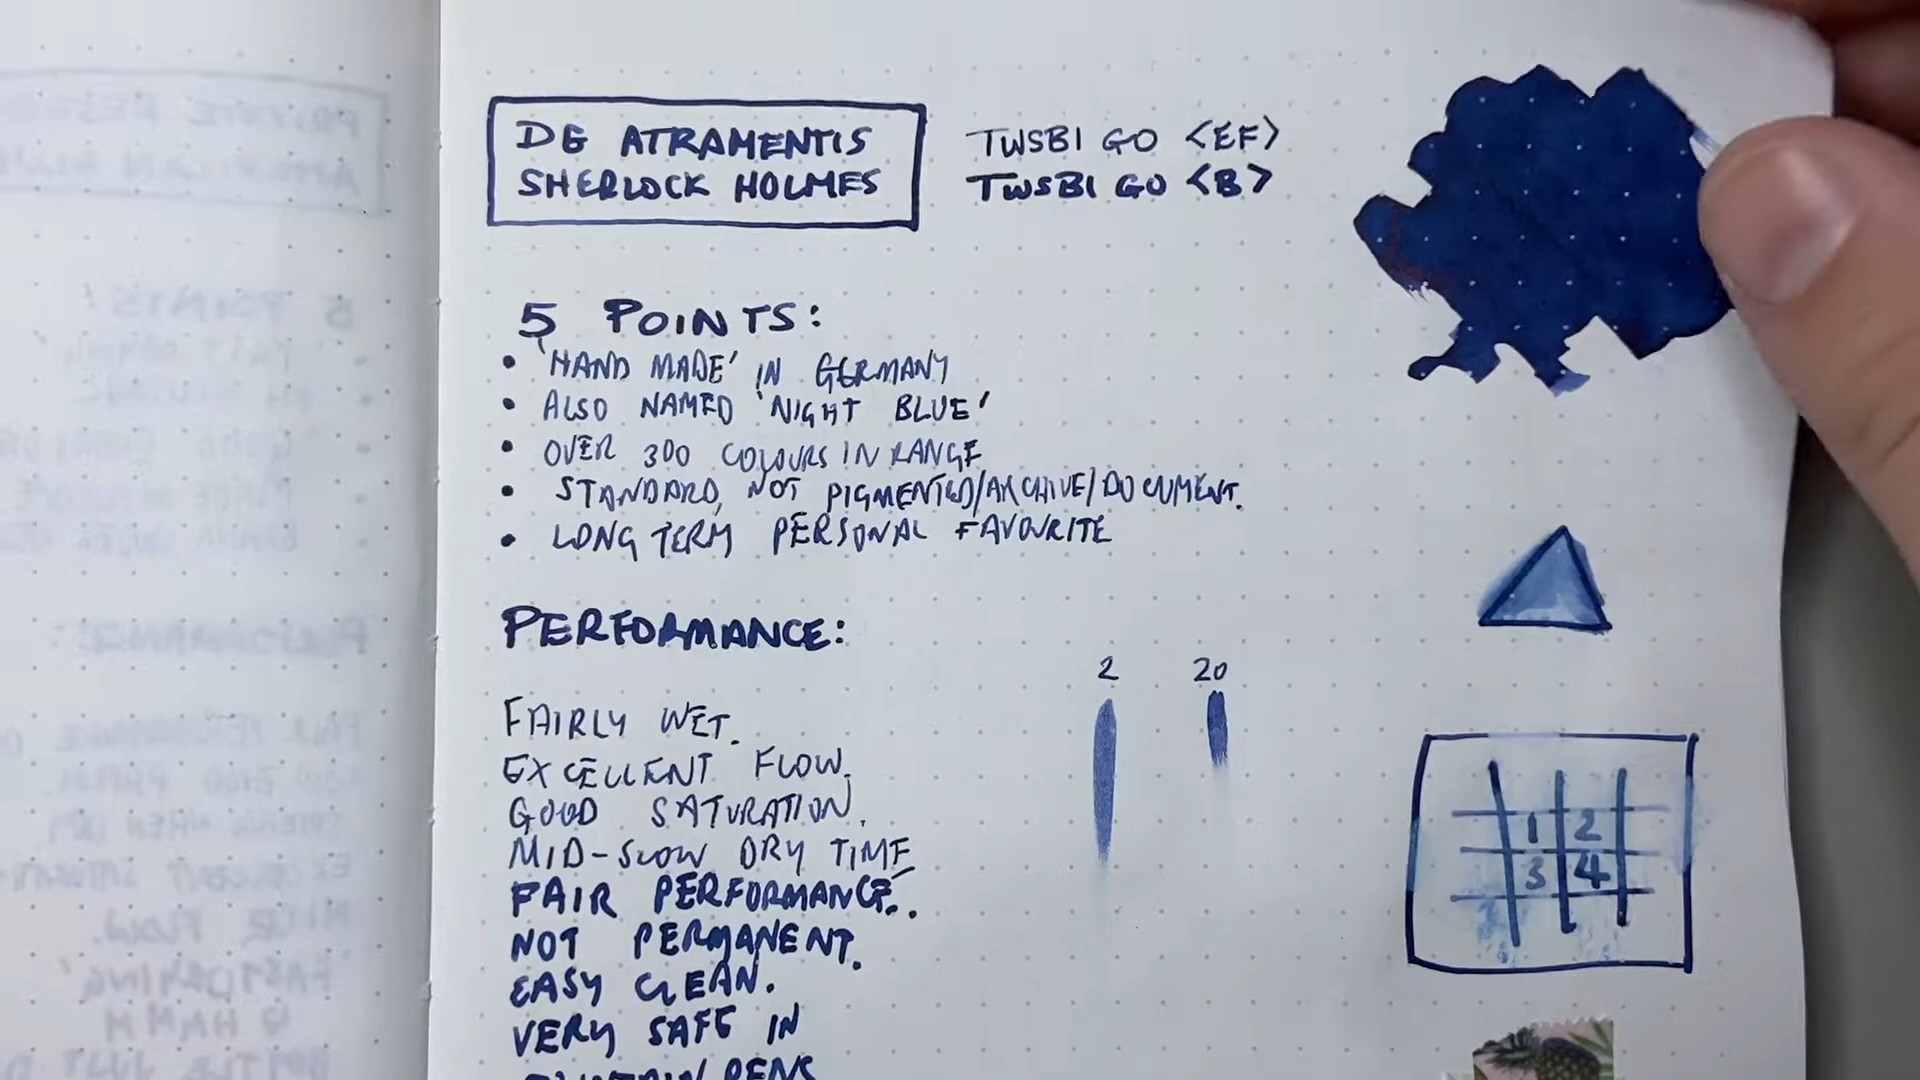 DE ATRAMENTIS
SHERLOCK HOLMES
TWSBI GO <EF>
TWSBI GO <B>
5 POINTS:
• 'HAND MADE' IN GERMANY
• ALSO NAMED 'NIGHT BLUE'
• OVER 300 COLOURS IN RANGE
• STANDARD, NOT PIGMENTED/ARCHIVE/DOCUMENT.
• LONG TERM PERSONAL FAVOURITE
PERFORMANCE:
2 20
FAIRLY WET.
EXCELLENT FLOW.
GOOD SATURATION.
MID-SLOW DRY TIME
FAIR PERFORMANCE.
NOT PERMANENT.
EASY CLEAN.
VERY SAFE IN
FOUNTAIN PENS
1 2
3 4